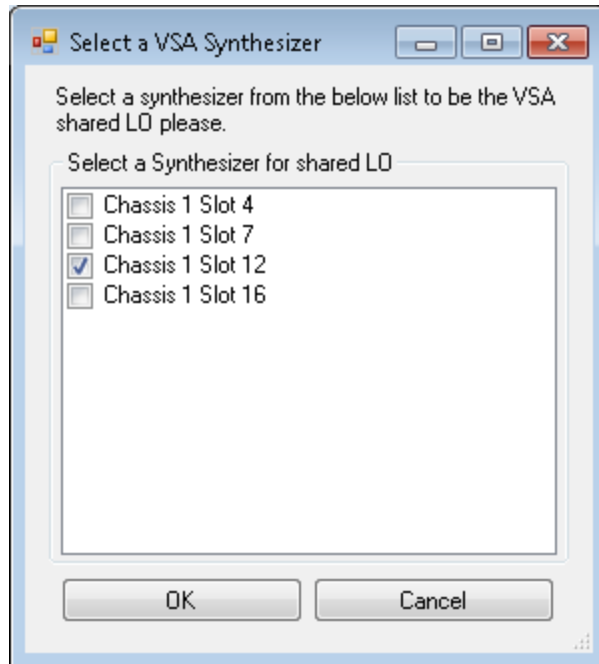 Select a VSA Synthesizer
Select a synthesizer from the below list to be the VSA
shared LO please.
Select a Synthesizer for shared LO
Chassis 1 Slot 4
Chassis 1 Slot 7
Chassis 1 Slot 12
Chassis 1 Slot 16
OK
Cancel